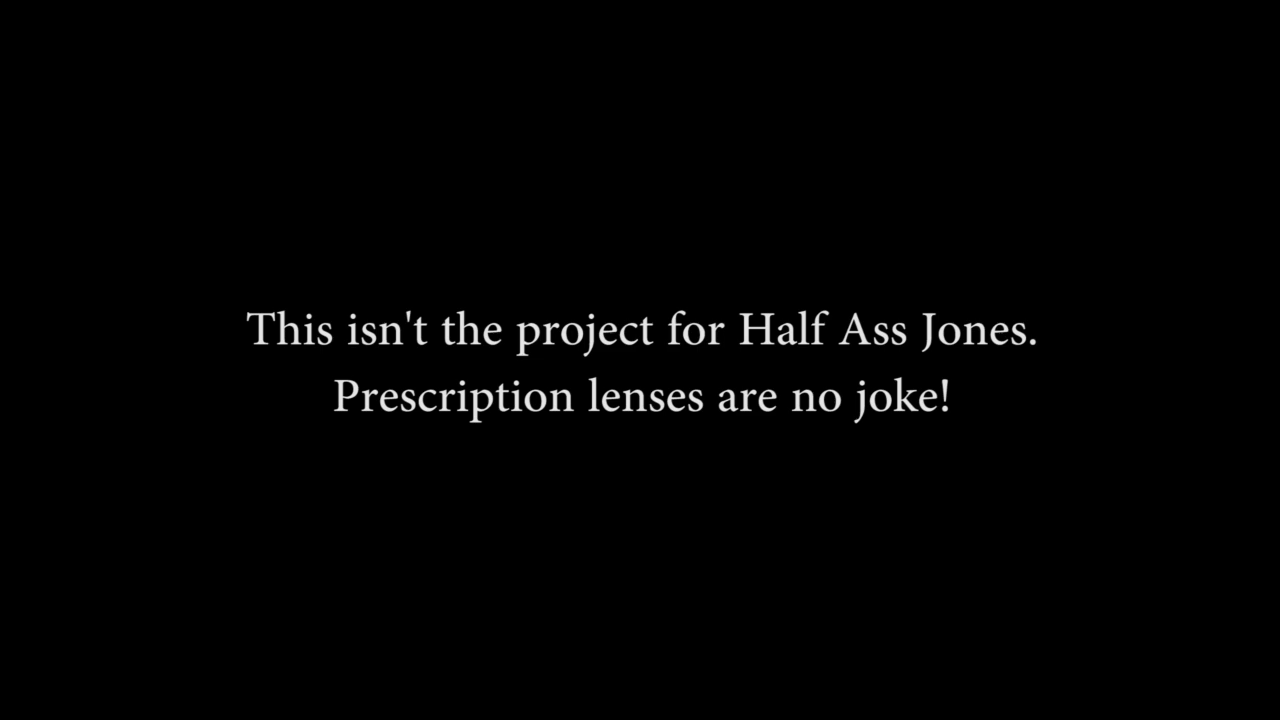 This isn't the project for Half Ass Jones.
Prescription lenses are no joke!